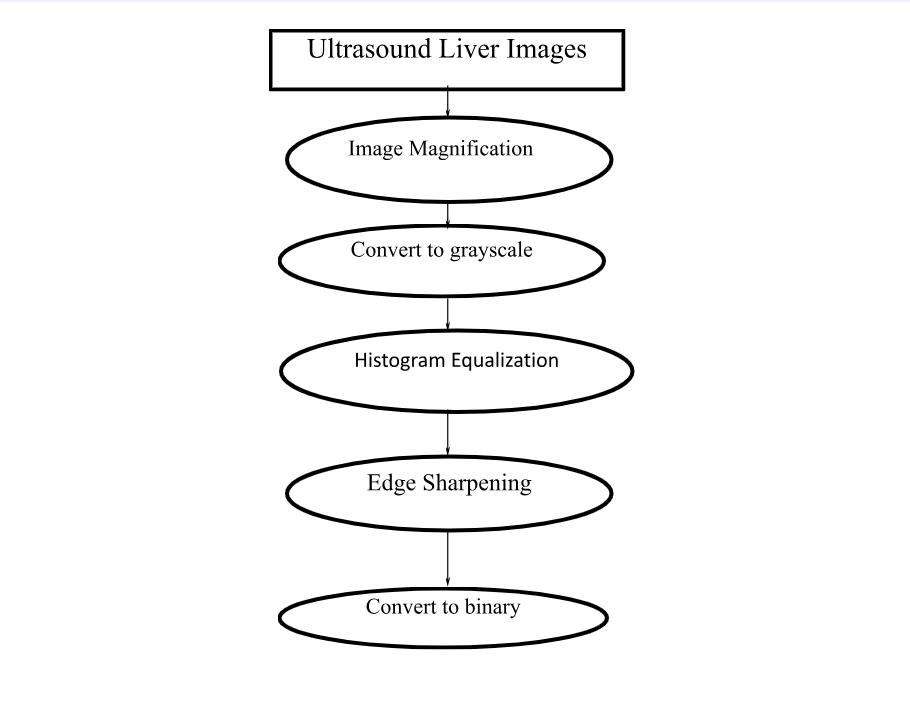 Ultrasound Liver Images
Image Magnification
Convert to grayscale
Histogram Equalization
Edge Sharpening
Convert to binary